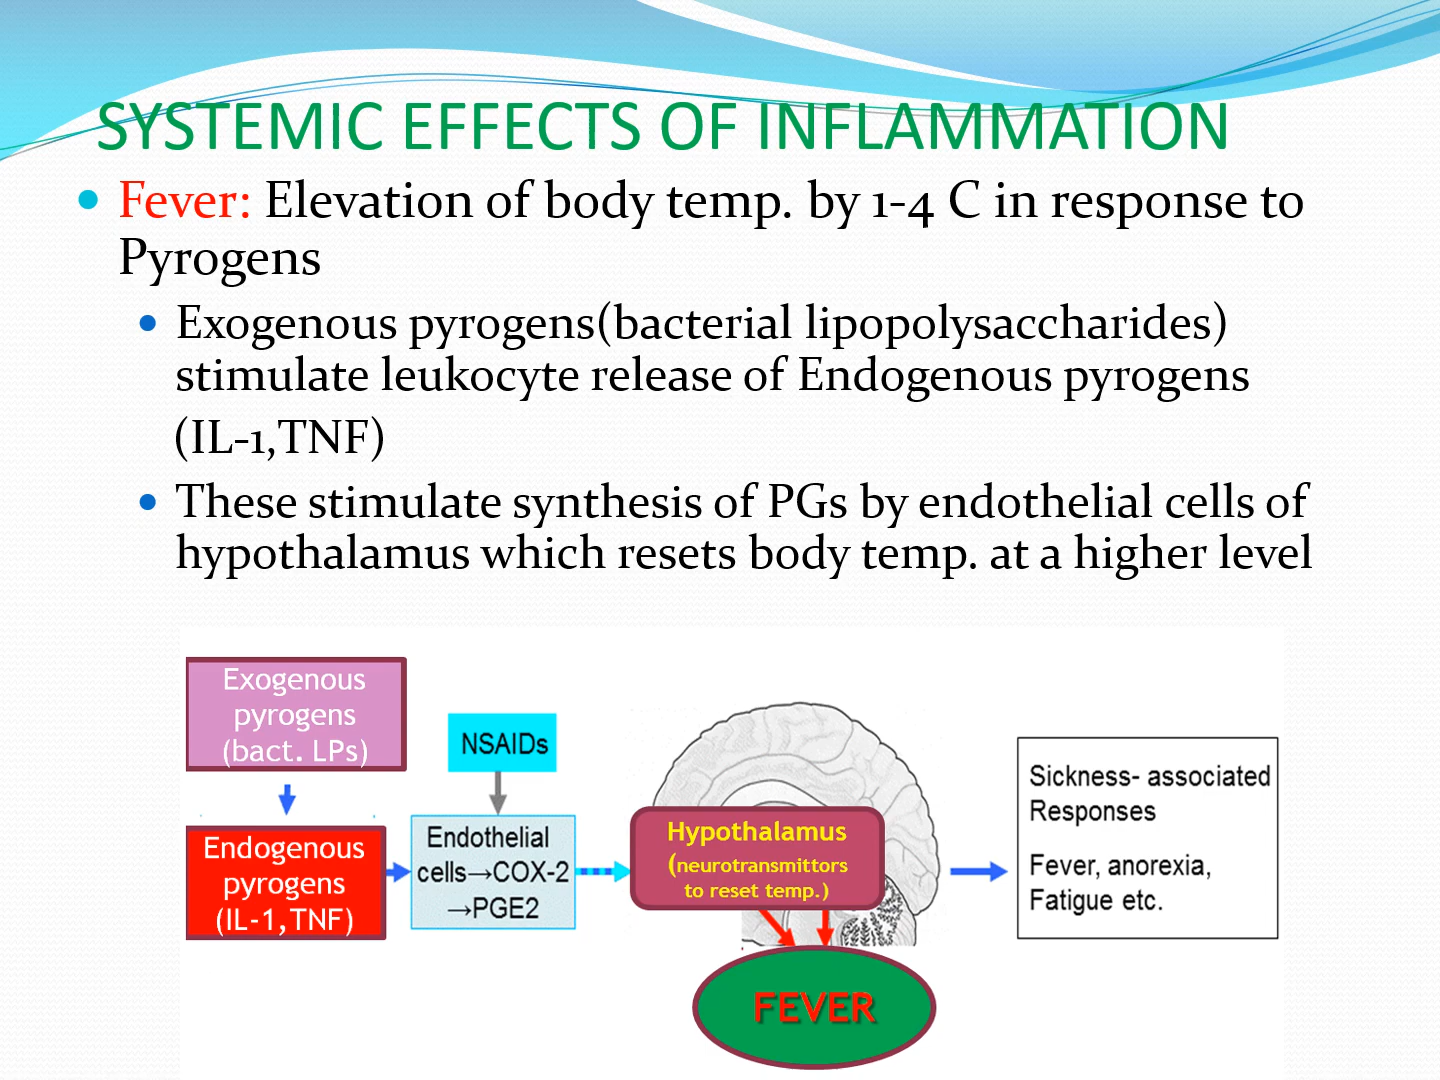 SYSTEMIC EFFECTS OF INFLAMMATION
• Fever: Elevation of body temp. by 1-4 C in response to
Pyrogens
• Exogenous pyrogens(bacterial lipopolysaccharides)
stimulate leukocyte release of Endogenous pyrogens
(IL-1,TNF)
• These stimulate synthesis of PGs by endothelial cells of
hypothalamus which resets body temp. at a higher level
Exogenous
pyrogens
(bact. LPs)
NSAIDs
Endogenous
pyrogens
(IL-1,TNF)
Endothelial
cells→COX-2
→PGE2
Hypothalamus
(neurotransmittors
to reset temp.)
FEVER
Sickness- associated
Responses
Fever, anorexia,
Fatigue etc.